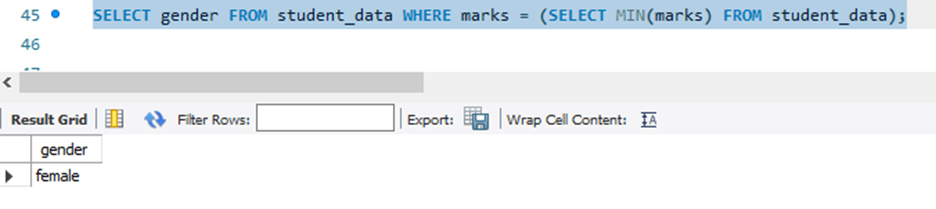 45 SELECT gender FROM student_data WHERE marks = (SELECT MIN(marks) FROM student_data);
46
Result Grid Filter Rows: Export: Wrap Cell Content:
gender
female